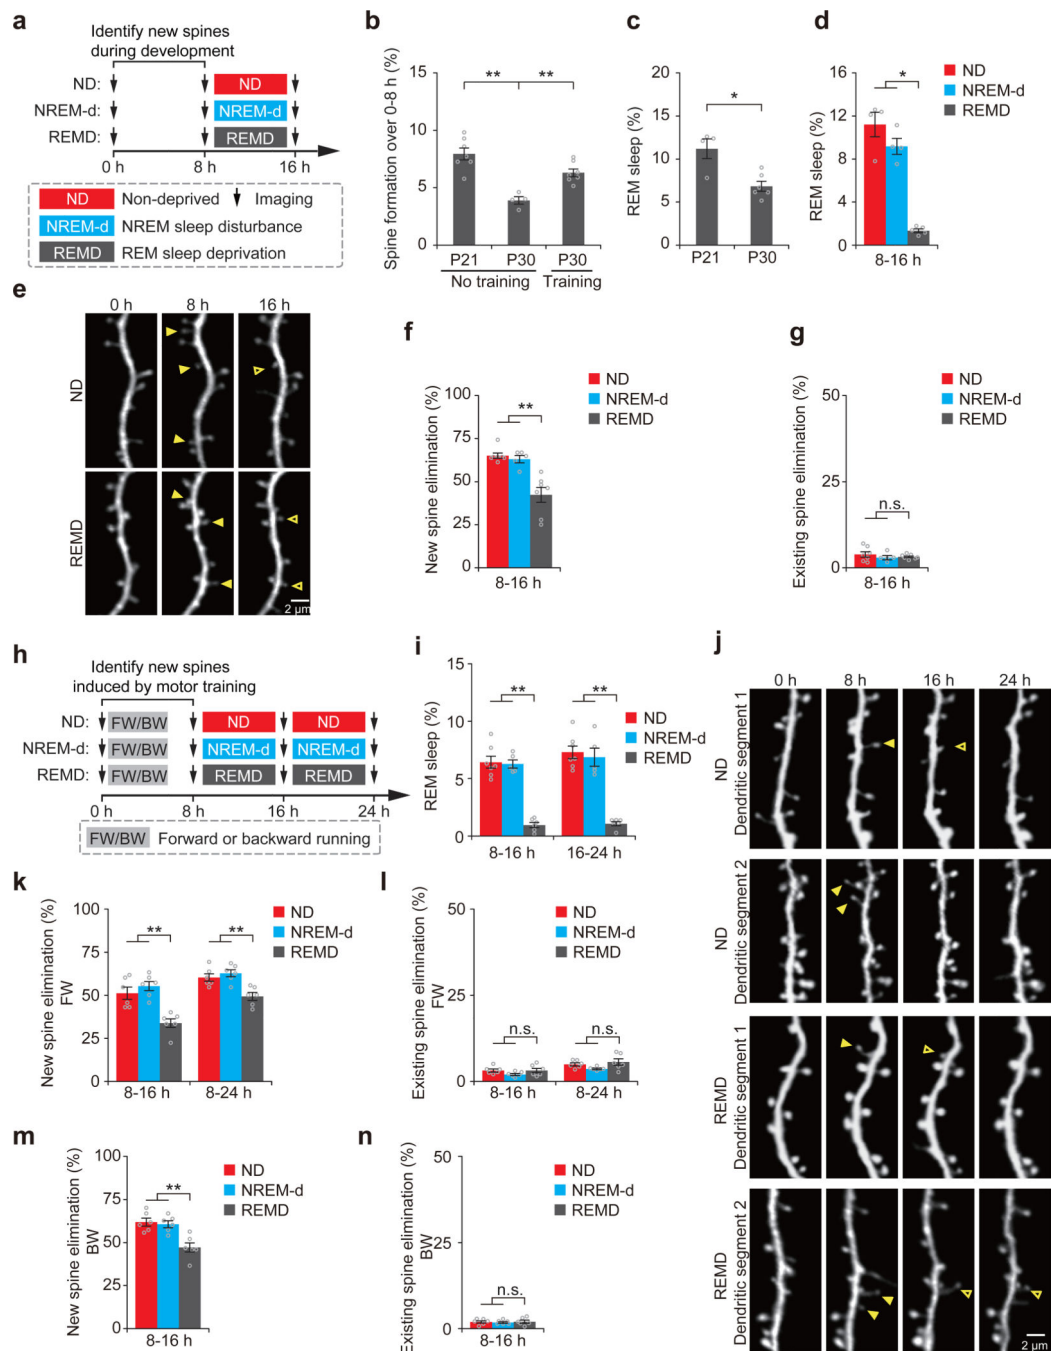 a
Identify new spines
during development
ND:
ND
NREM-d:
NREM-d
REMD:
REMD
0 h
8 h
16 h
ND
Non-deprived
Imaging
NREM-d
NREM sleep disturbance
REMD
REM sleep deprivation
b
Spine formation over 0-8 h (%)
15
10
5
0
**
**
P21
P30
P30
No training
Training
c
REM sleep (%)
20
15
10
5
0
*
P21
P30
d
REM sleep (%)
15
12
9
6
3
0
*
ND
NREM-d
REMD
8-16 h
e
0 h
8 h
16 h
ND
REMD
2 µm
f
New spine elimination (%)
100
75
50
25
0
**
ND
NREM-d
REMD
8-16 h
g
Existing spine elimination (%)
50
25
0
n.s.
ND
NREM-d
REMD
8-16 h
h
Identify new spines
induced by motor training
ND:
FW/BW
ND
ND
NREM-d:
FW/BW
NREM-d
NREM-d
REMD:
FW/BW
REMD
REMD
0 h
8 h
16 h
24 h
FW/BW
Forward or backward running
i
REM sleep (%)
15
10
5
0
**
**
ND
NREM-d
REMD
8-16 h
16-24 h
j
0 h
8 h
16 h
24 h
ND
Dendritic segment 1
ND
Dendritic segment 2
REMD
Dendritic segment 1
REMD
Dendritic segment 2
2 µm
k
New spine elimination (%)
FW
100
75
50
25
0
**
**
ND
NREM-d
REMD
8-16 h
8-24 h
l
Existing spine elimination (%)
FW
50
25
0
n.s.
n.s.
ND
NREM-d
REMD
8-16 h
8-24 h
m
New spine elimination (%)
BW
100
75
50
25
0
**
ND
NREM-d
REMD
8-16 h
n
Existing spine elimination (%)
BW
50
25
0
n.s.
ND
NREM-d
REMD
8-16 h